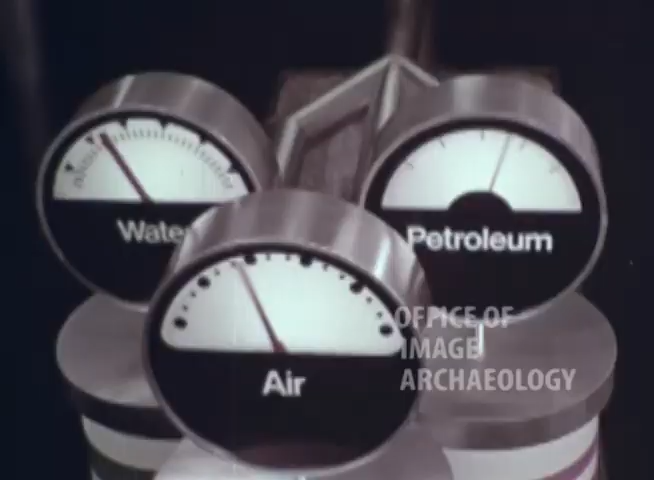 Water
Petroleum
Air
OFFICE OF
IMAGE
ARCHAEOLOGY